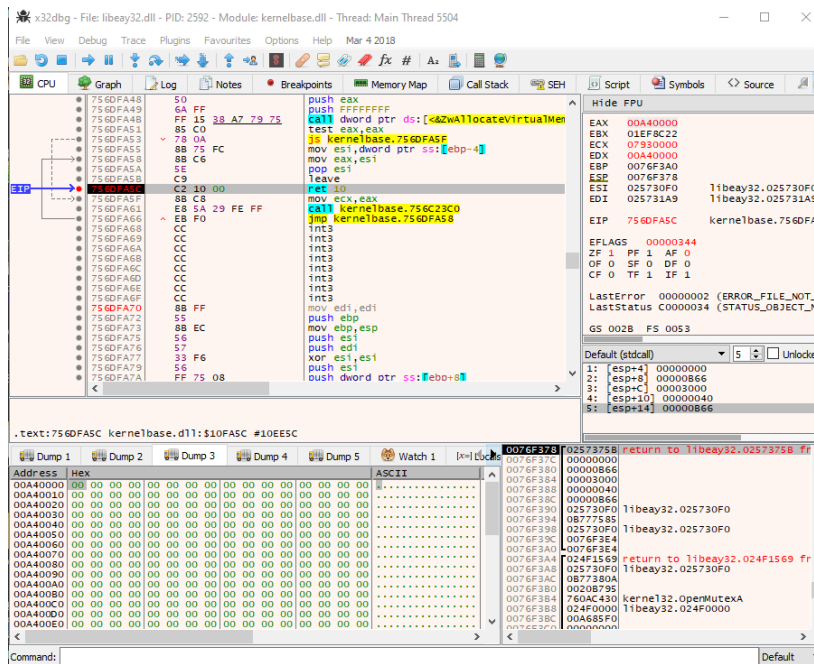 x32dbg - File: libeay32.dll - PID: 2592 - Module: kernelbase.dll - Thread: Main Thread 5504
File View Debug Trace Plugins Favourites Options Help Mar 4 2018
CPU Graph Log Notes Breakpoints Memory Map Call Stack SEH Script Symbols Source
756DFA48 50 push eax
756DFA49 6A FF push FFFFFFFF
756DFA4B FF 15 38 A7 79 75 call dword ptr ds:[<&ZwAllocateVirtualMem
756DFA51 85 C0 test eax,eax
756DFA53 78 0A js kernelbase.756DFA5F
756DFA55 8B 75 FC mov esi,dword ptr ss:[ebp-4]
756DFA58 8B C6 mov eax,esi
756DFA5A 5E pop esi
756DFA5B C9 leave
EIP 756DFA5C C2 10 00 ret 10
756DFA5F 8B C8 mov ecx,eax
756DFA61 E8 5A 29 FE FF call kernelbase.756C23C0
756DFA66 EB F0 jmp kernelbase.756DFA58
756DFA68 CC int3
756DFA69 CC int3
756DFA6A CC int3
756DFA6B CC int3
756DFA6C CC int3
756DFA6D CC int3
756DFA6E CC int3
756DFA6F CC int3
756DFA70 8B FF mov edi,edi
756DFA72 55 push ebp
756DFA73 8B EC mov ebp,esp
756DFA75 56 push esi
756DFA76 57 push edi
756DFA77 33 F6 xor esi,esi
756DFA79 56 push esi
756DFA7A FF 75 08 push dword ptr ss:[ebp+8]
.text:756DFA5C kernelbase.dll:$10FA5C #10EE5C
Hide FPU
EAX 00A40000
EBX 01EF8C22
ECX 07930000
EDX 00A40000
EBP 0076F3A0
ESP 0076F378
ESI 025730F0 libeay32.025730F0
EDI 025731A9 libeay32.025731A9
EIP 756DFA5C kernelbase.756DFA
EFLAGS 00000344
ZF 1 PF 1 AF 0
OF 0 SF 0 DF 0
CF 0 TF 1 IF 1
LastError 00000002 (ERROR_FILE_NOT_
LastStatus C0000034 (STATUS_OBJECT_N
GS 002B FS 0053
Default (stdcall) 5 Unlocke
1: [esp+4] 00000000
2: [esp+8] 00000B66
3: [esp+C] 00003000
4: [esp+10] 00000040
5: [esp+14] 00000B66
Dump 1 Dump 2 Dump 3 Dump 4 Dump 5 Watch 1 [x=] Locals
Address Hex ASCII
00A40000 00 00 00 00 00 00 00 00 00 00 00 00 00 00 00 00 ................
00A40010 00 00 00 00 00 00 00 00 00 00 00 00 00 00 00 00 ................
00A40020 00 00 00 00 00 00 00 00 00 00 00 00 00 00 00 00 ................
00A40030 00 00 00 00 00 00 00 00 00 00 00 00 00 00 00 00 ................
00A40040 00 00 00 00 00 00 00 00 00 00 00 00 00 00 00 00 ................
00A40050 00 00 00 00 00 00 00 00 00 00 00 00 00 00 00 00 ................
00A40060 00 00 00 00 00 00 00 00 00 00 00 00 00 00 00 00 ................
00A40070 00 00 00 00 00 00 00 00 00 00 00 00 00 00 00 00 ................
00A40080 00 00 00 00 00 00 00 00 00 00 00 00 00 00 00 00 ................
00A40090 00 00 00 00 00 00 00 00 00 00 00 00 00 00 00 00 ................
00A400A0 00 00 00 00 00 00 00 00 00 00 00 00 00 00 00 00 ................
00A400B0 00 00 00 00 00 00 00 00 00 00 00 00 00 00 00 00 ................
00A400C0 00 00 00 00 00 00 00 00 00 00 00 00 00 00 00 00 ................
00A400D0 00 00 00 00 00 00 00 00 00 00 00 00 00 00 00 00 ................
00A400E0 00 00 00 00 00 00 00 00 00 00 00 00 00 00 00 00 ................
0076F378 0257375B return to libeay32.0257375B fr
0076F37C 00000000
0076F380 00000B66
0076F384 00003000
0076F388 00000040
0076F38C 00000B66
0076F390 025730F0 libeay32.025730F0
0076F394 0B777585
0076F398 025730F0 libeay32.025730F0
0076F39C 0076F3E4
0076F3A0 0076F3E4
0076F3A4 024F1569 return to libeay32.024F1569 fr
0076F3A8 025730F0 libeay32.025730F0
0076F3AC 0B77380A
0076F3B0 0020B795
0076F3B4 760AC430 kernel32.OpenMutexA
0076F3B8 024F0000 libeay32.024F0000
0076F3BC 00A685F0
Command: Default